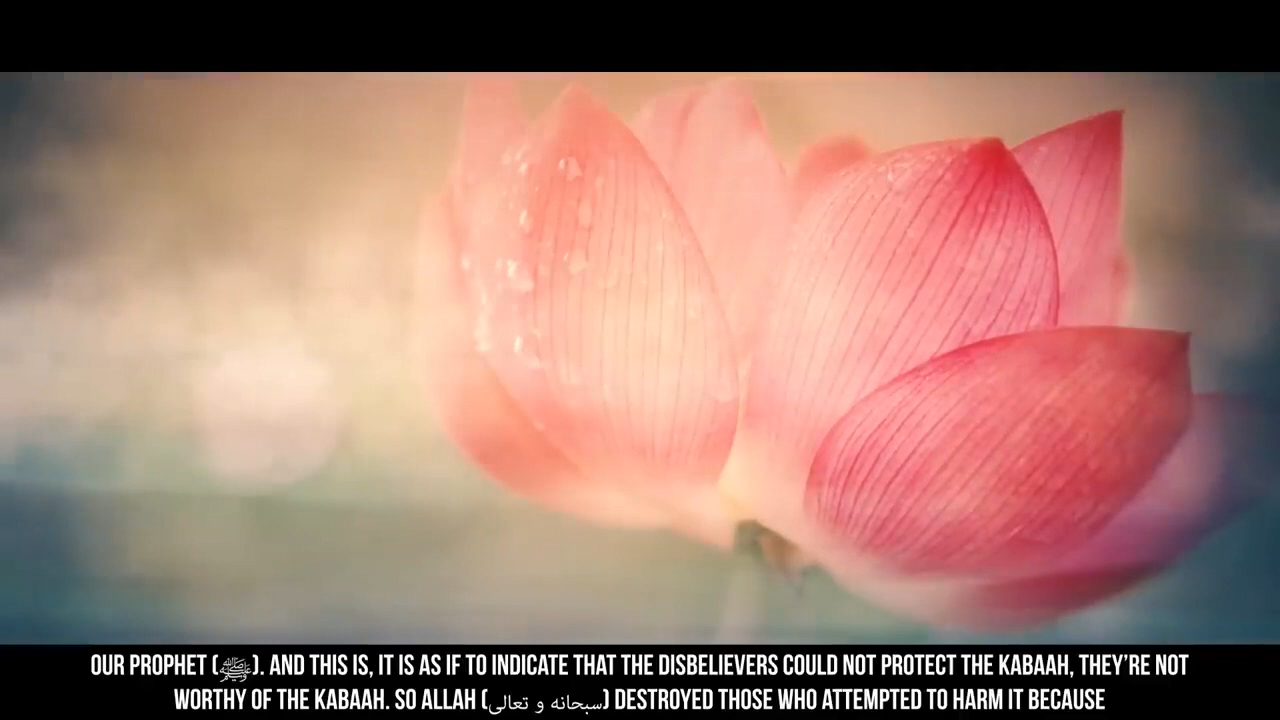 OUR PROPHET (ﷺ). AND THIS IS, IT IS AS IF TO INDICATE THAT THE DISBELIEVERS COULD NOT PROTECT THE KABAAH, THEY'RE NOT
WORTHY OF THE KABAAH. SO ALLAH (سبحانه و تعالى) DESTROYED THOSE WHO ATTEMPTED TO HARM IT BECAUSE